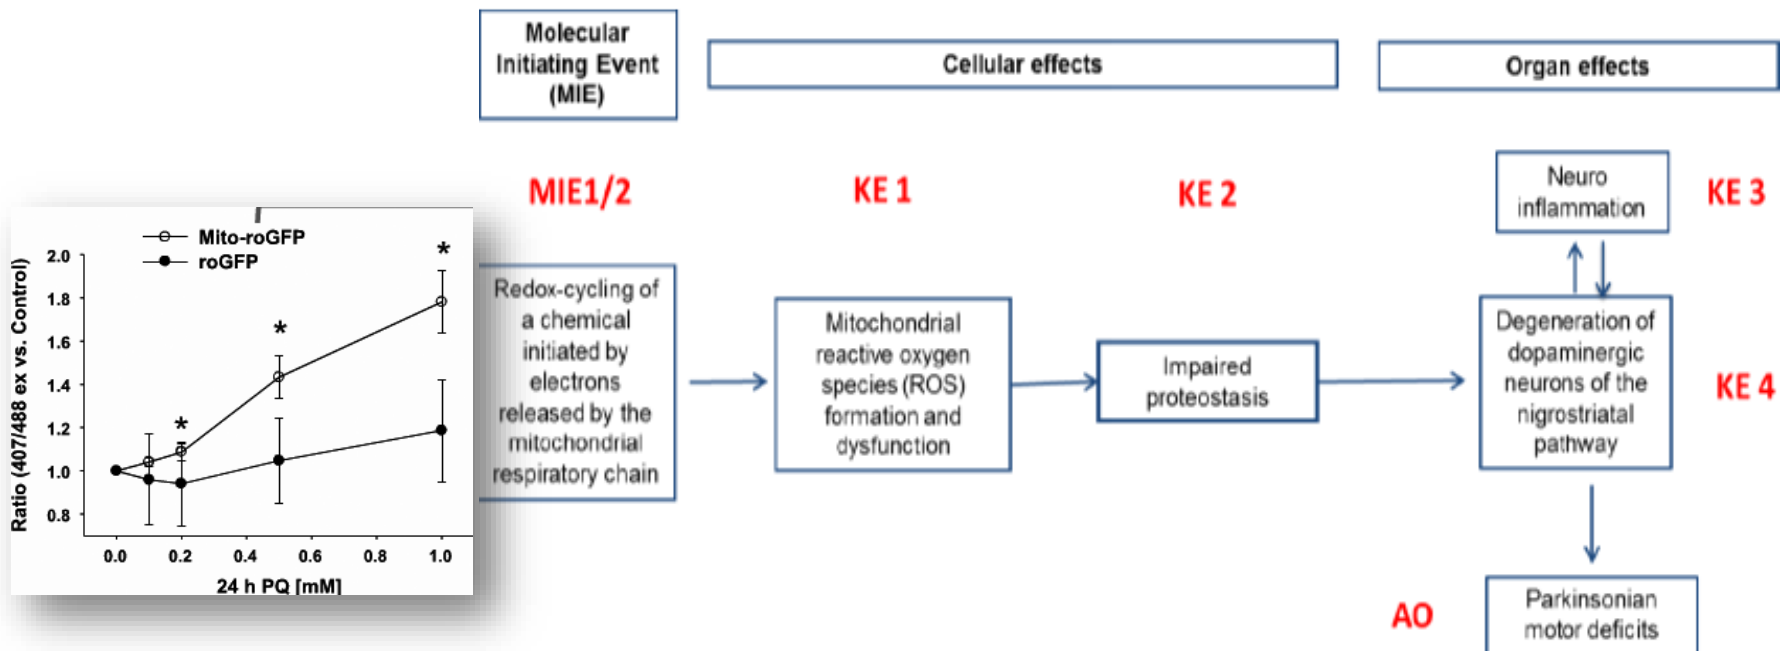 Molecular
Initiating Event
(MIE)
Cellular effects
Organ effects
MIE1/2
KE 1
KE 2
Neuro
inflammation
KE 3
Mito-roGFP
roGFP
*
*
*
Ratio (407/488 ex vs. Control)
2.0
1.8
1.6
1.4
1.2
1.0
0.8
0.0
0.2
0.4
0.6
0.8
1.0
24 h PQ [mM]
Redox-cycling of
a chemical
initiated by
electrons
released by the
mitochondrial
respiratory chain
Mitochondrial
reactive oxygen
species (ROS)
formation and
dysfunction
Impaired
proteostasis
Degeneration of
dopaminergic
neurons of the
nigrostriatal
pathway
KE 4
AO
Parkinsonian
motor deficits